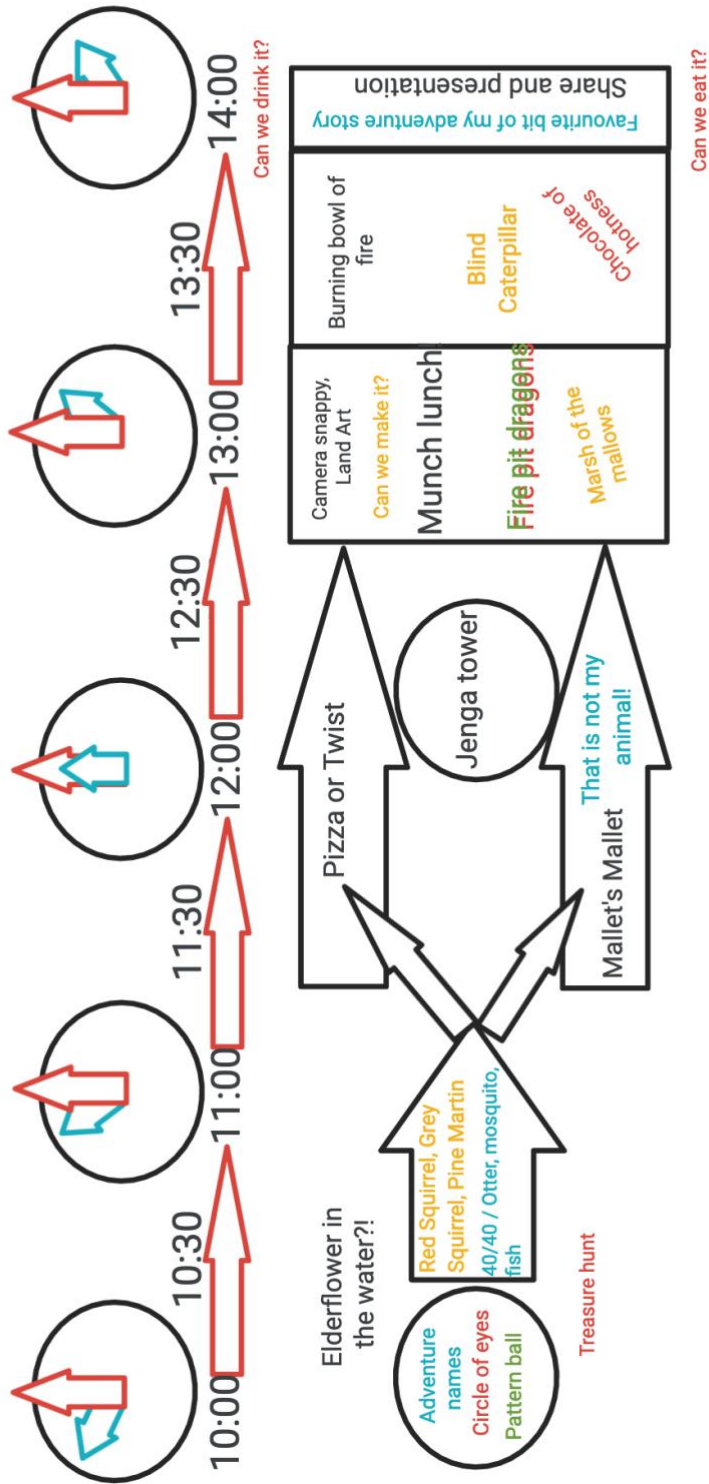 10:00
10:30
11:00
11:30
12:00
12:30
13:00
13:30
14:00
Can we drink it?
Elderflower in
the water?!
Adventure
names
Circle of eyes
Pattern ball
Treasure hunt
Red Squirrel, Grey
Squirrel, Pine Martin
40/40 / Otter, mosquito,
fish
Pizza or Twist
Jenga tower
Mallet's Mallet
That is not my
animal!
Camera snappy,
Land Art
Can we make it?
Munch lunch!
Fire pit dragons
Fire pit dragons
Marsh of the
mallows
Burning bowl of
fire
Blind
Caterpillar
Chocolate of
hotness
Share and presentation
Favourite bit of my adventure story
Can we eat it?